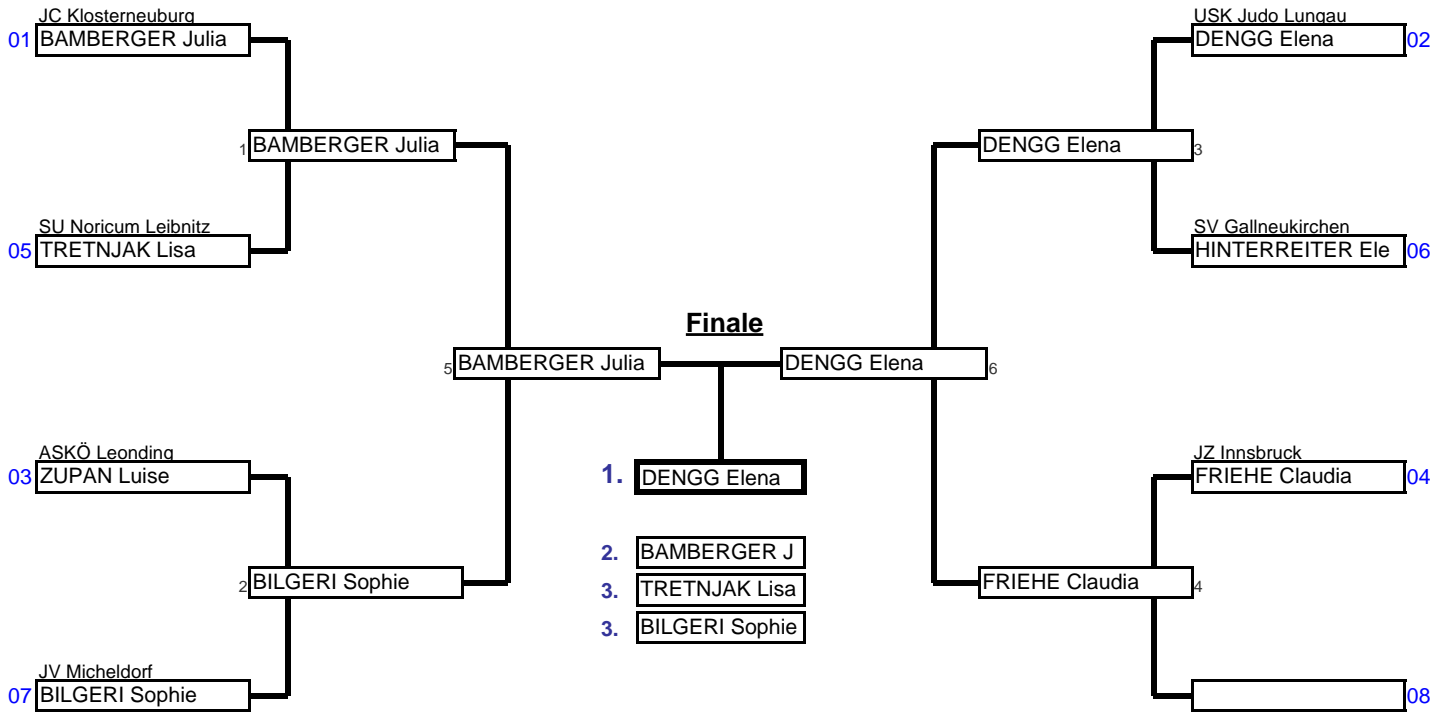 JC Klosterneuburg
01 BAMBERGER Julia
USK Judo Lungau
DENGG Elena 02
1 BAMBERGER Julia
DENGG Elena 3
SU Noricum Leibnitz
05 TRETNJAK Lisa
SV Gallneukirchen
HINTERREITER Ele 06
Finale
5 BAMBERGER Julia
DENGG Elena 6
ASKÖ Leonding
03 ZUPAN Luise
1. DENGG Elena
JZ Innsbruck
FRIEHE Claudia 04
2. BAMBERGER J
3. TRETNJAK Lisa
3. BILGERI Sophie
2 BILGERI Sophie
FRIEHE Claudia 4
JV Micheldorf
07 BILGERI Sophie
08